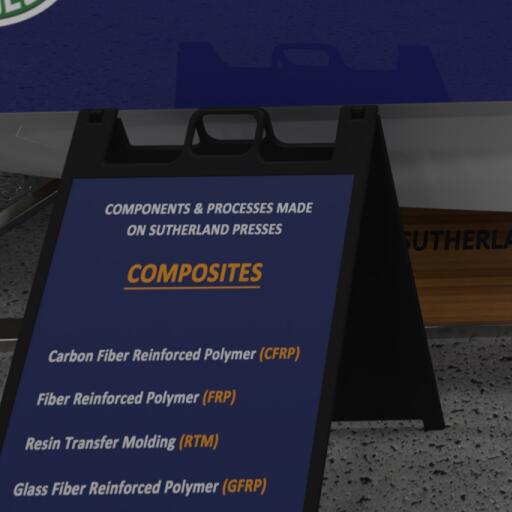 COMPONENTS & PROCESSES MADE
ON SUTHERLAND PRESSES
COMPOSITES
Carbon Fiber Reinforced Polymer (CFRP)
Fiber Reinforced Polymer (FRP)
Resin Transfer Molding (RTM)
Glass Fiber Reinforced Polymer (GFRP)
SUTHERLA